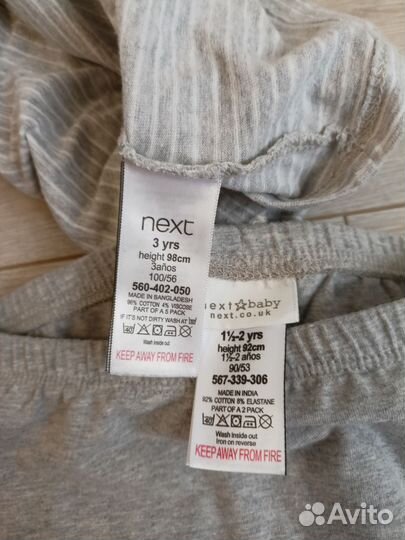 next
3 yrs
height 98cm
3años
100/56
560-402-050
MADE IN BANGLADESH
96% COTTON 4% VISCOSE
PART OF A 5 PACK
IF IT'S NOT DIRTY WASH AT
Wash inside out
KEEP AWAY FROM FIRE
next☆baby
next.co.uk
1½-2 yrs
height 92cm
1½-2 años
90/53
567-339-306
MADE IN INDIA
92% COTTON 8% ELASTANE
PART OF A 2 PACK
Wash inside out
Iron on reverse
KEEP AWAY FROM FIRE
Avito